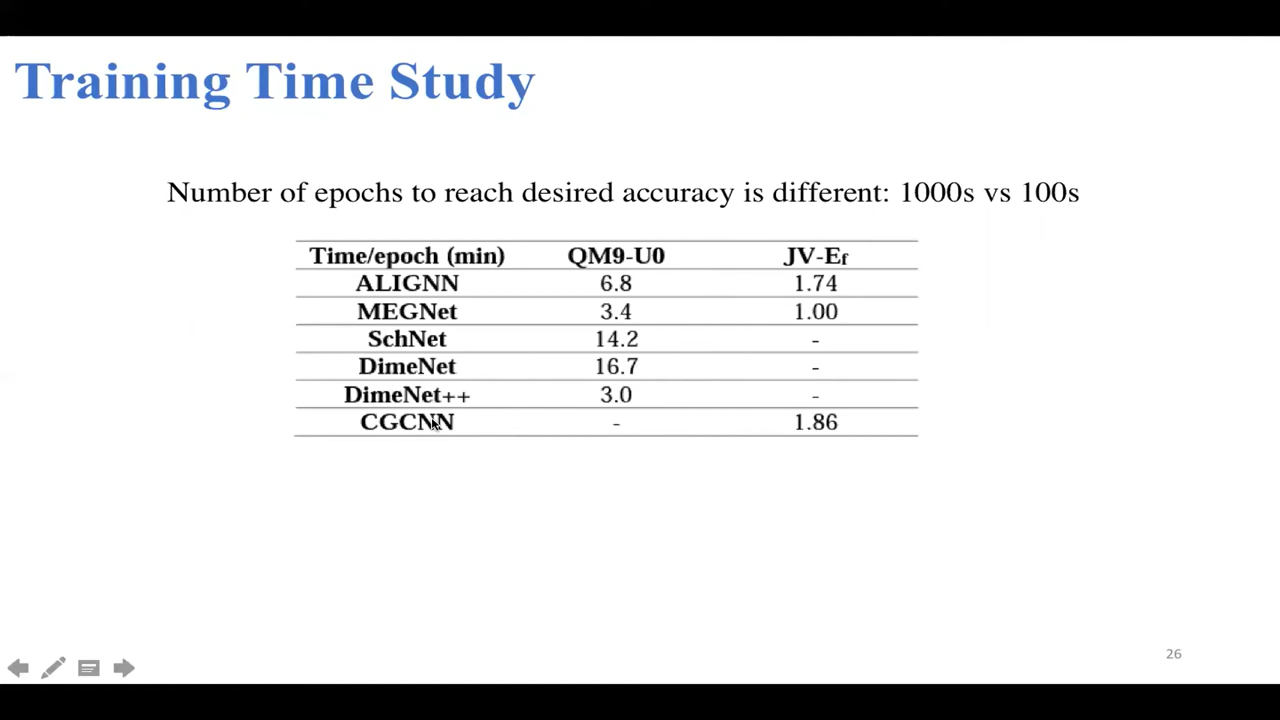 Training Time Study
Number of epochs to reach desired accuracy is different: 1000s vs 100s
Time/epoch (min) QM9-U0 JV-Ef
ALIGNN 6.8 1.74
MEGNet 3.4 1.00
SchNet 14.2 -
DimeNet 16.7 -
DimeNet++ 3.0 -
CGCNN - 1.86
26